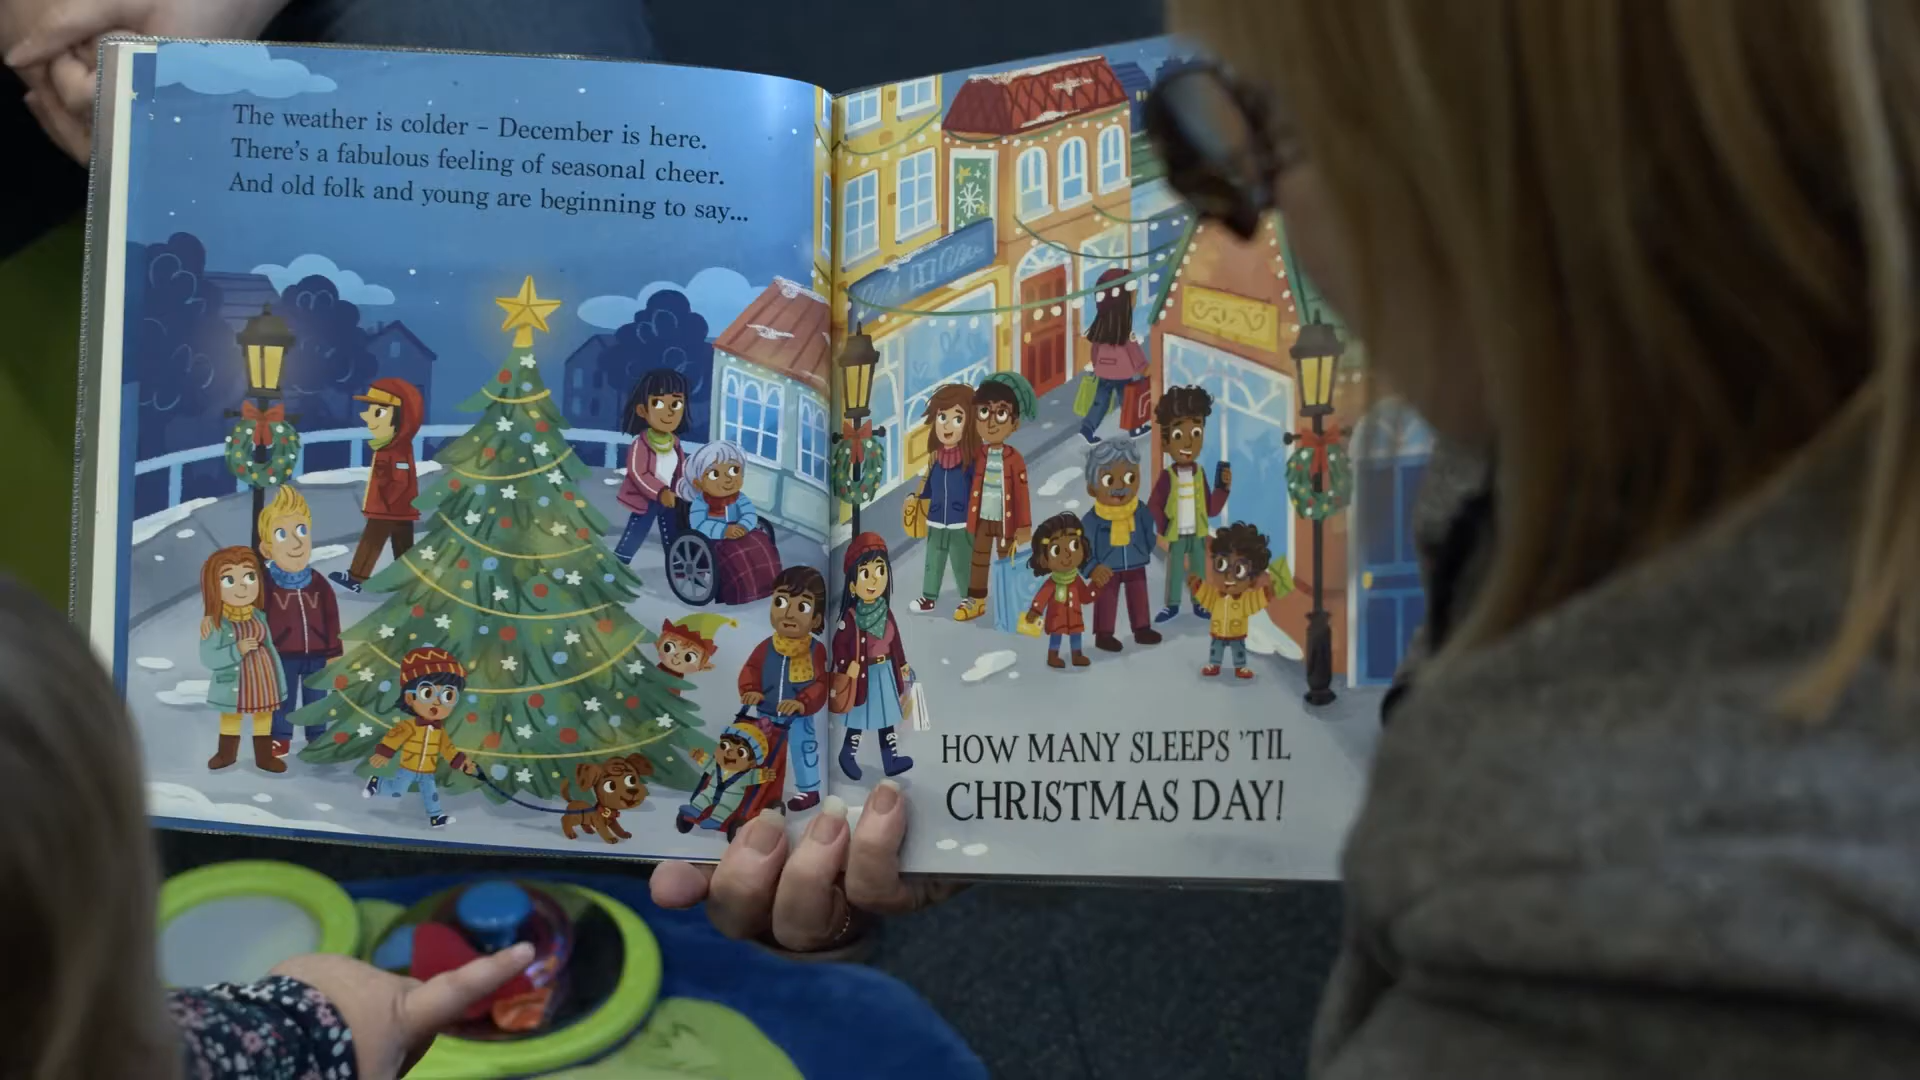 The weather is colder – December is here.
There's a fabulous feeling of seasonal cheer.
And old folk and young are beginning to say...
HOW MANY SLEEPS 'TIL
CHRISTMAS DAY!